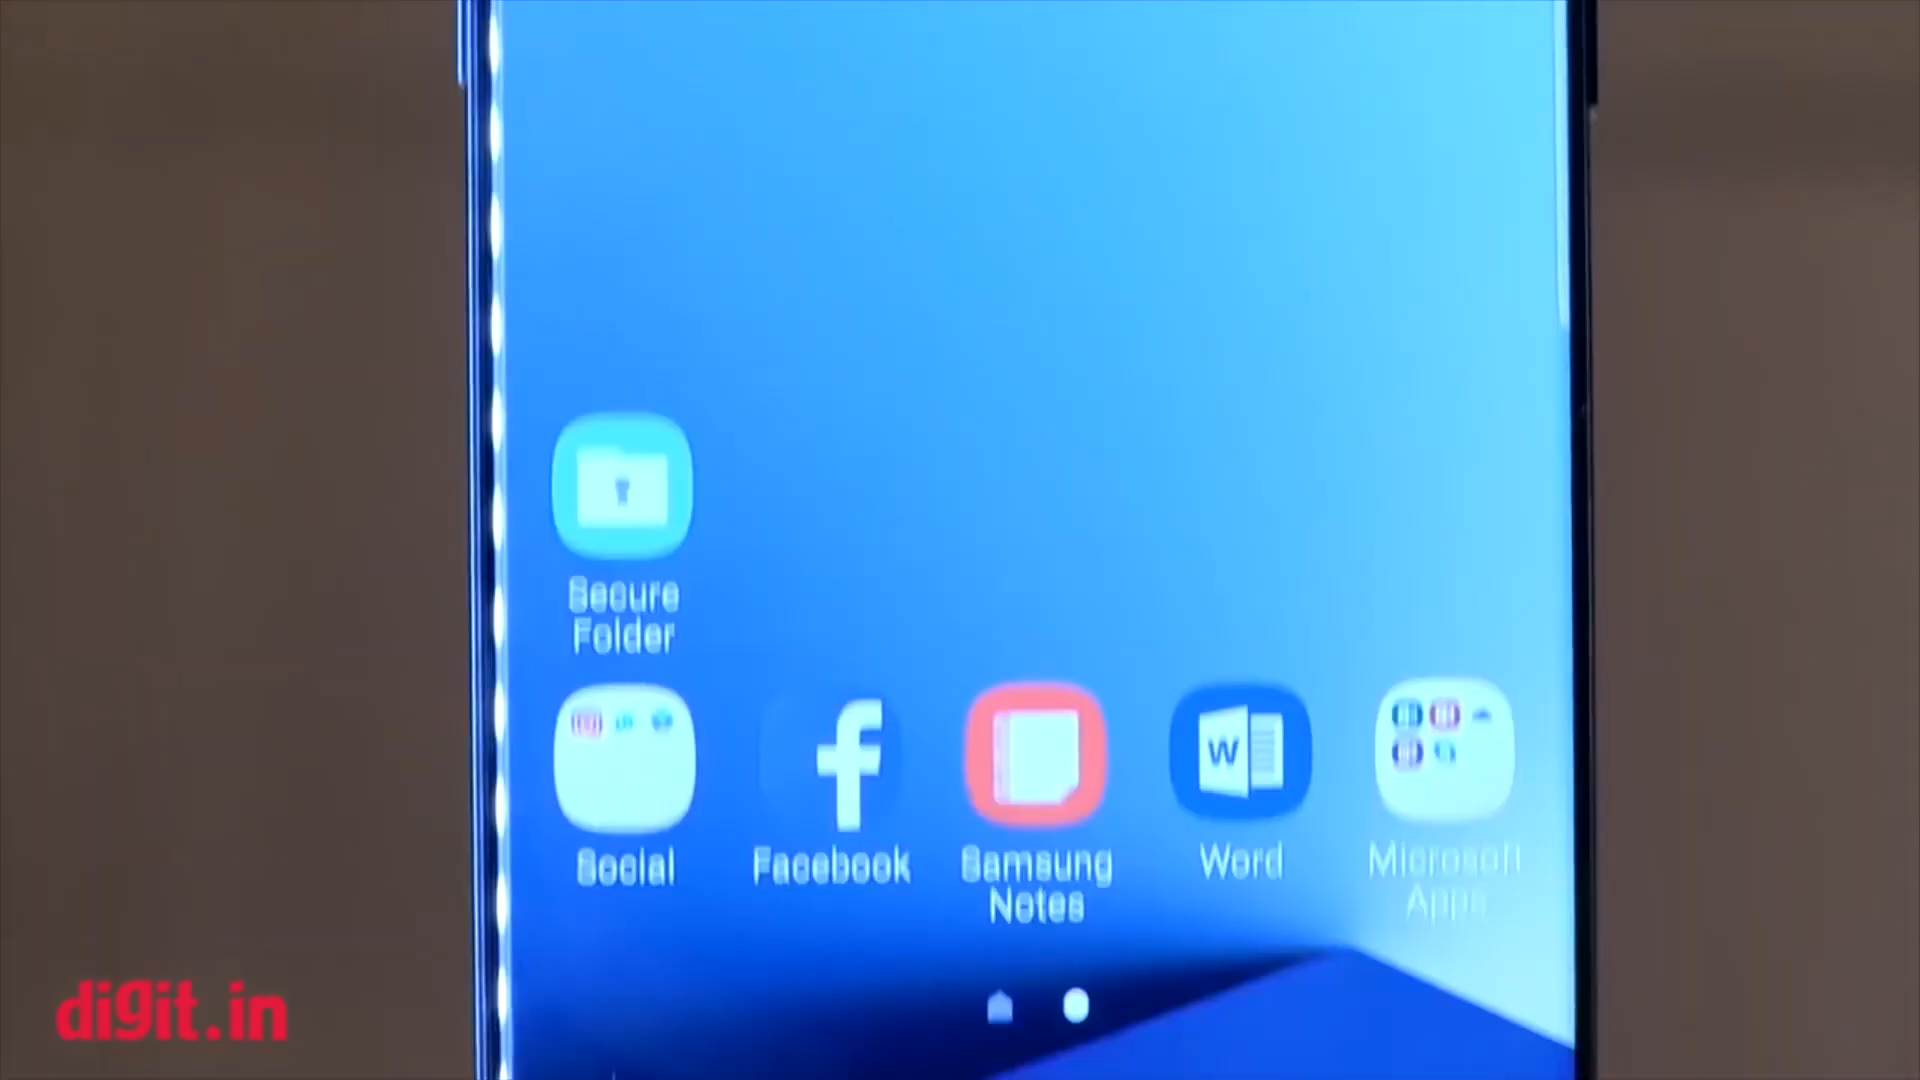 Secure
Folder
Social
Facebook
Samsung
Notes
W
Word
Microsoft
Apps
digit.in